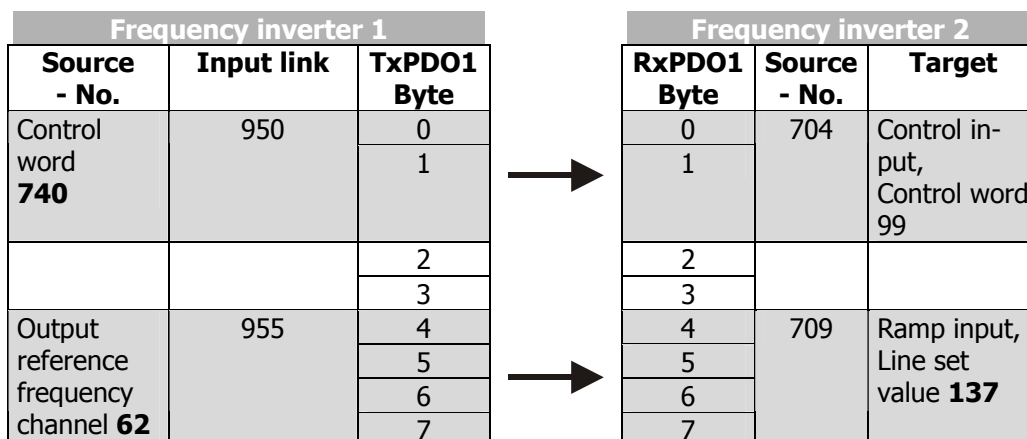 Frequency inverter 1 Frequency inverter 2
Source Input link TxPDO1 RxPDO1 Source Target
- No. Byte Byte - No.
Control 950 0 0 704 Control in-
word 1 1 put,
740 Control word
99
2 2
3 3
Output 955 4 4 709 Ramp input,
reference 5 5 Line set
frequency 6 6 value 137
channel 62 7 7